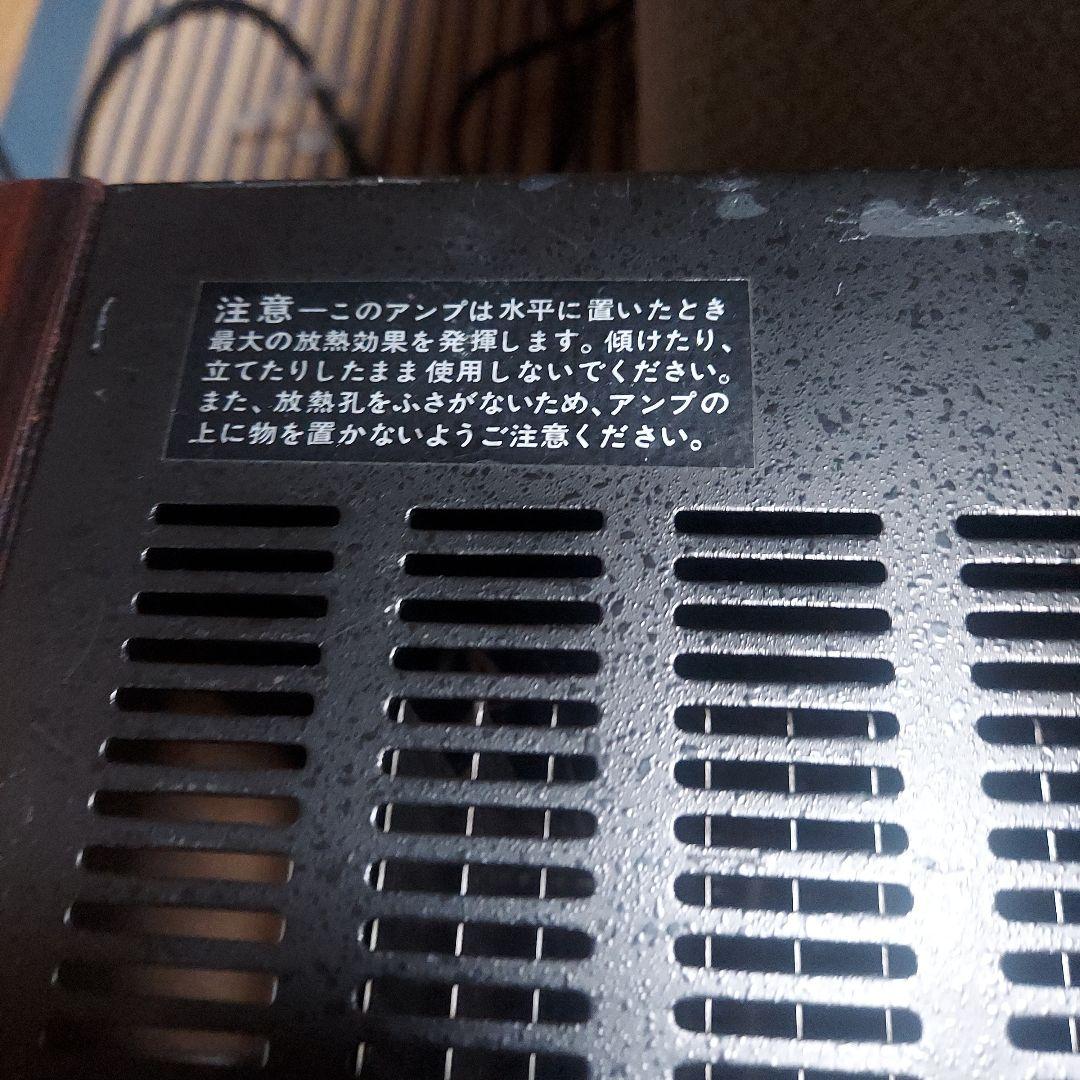 注意—このアンプは水平に置いたとき
最大の放熱効果を発揮します。傾けたり、
立てたりしたまま使用しないでください。
また、放熱孔をふさがないため、アンプの
上に物を置かないようご注意ください。